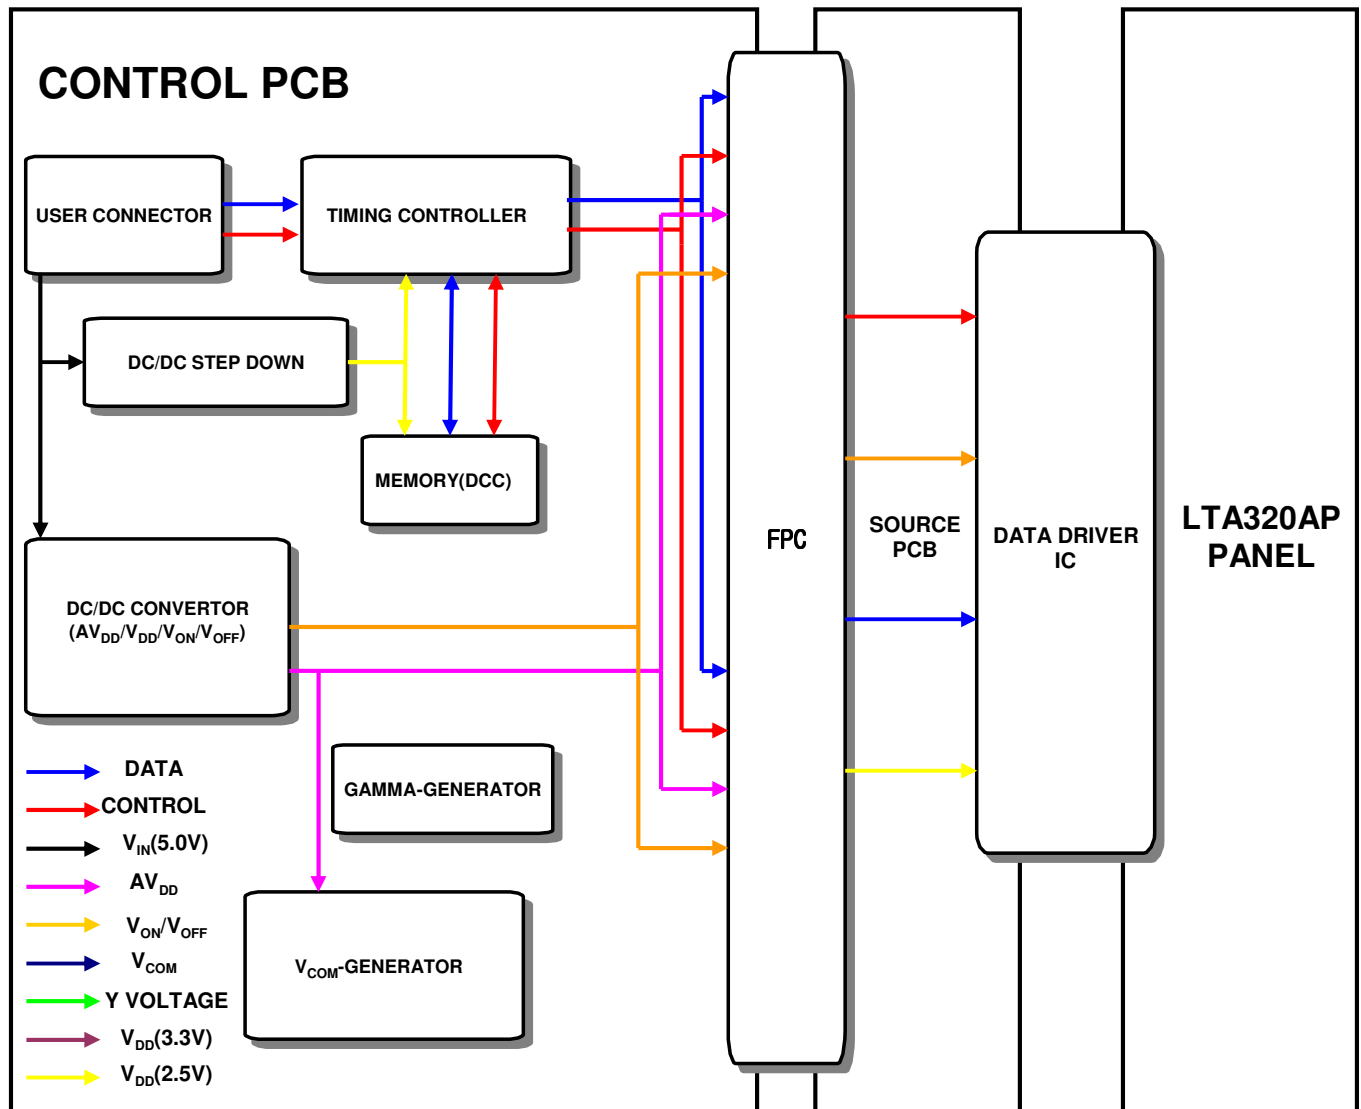 CONTROL PCB
USER CONNECTOR
TIMING CONTROLLER
DC/DC STEP DOWN
MEMORY(DCC)
DC/DC CONVERTOR
(AVDD/VDD/VON/VOFF)
GAMMA-GENERATOR
VCOM-GENERATOR
DATA
CONTROL
VIN(5.0V)
AVDD
VON/VOFF
VCOM
Y VOLTAGE
VDD(3.3V)
VDD(2.5V)
FPC
SOURCE
PCB
DATA DRIVER
IC
LTA320AP
PANEL